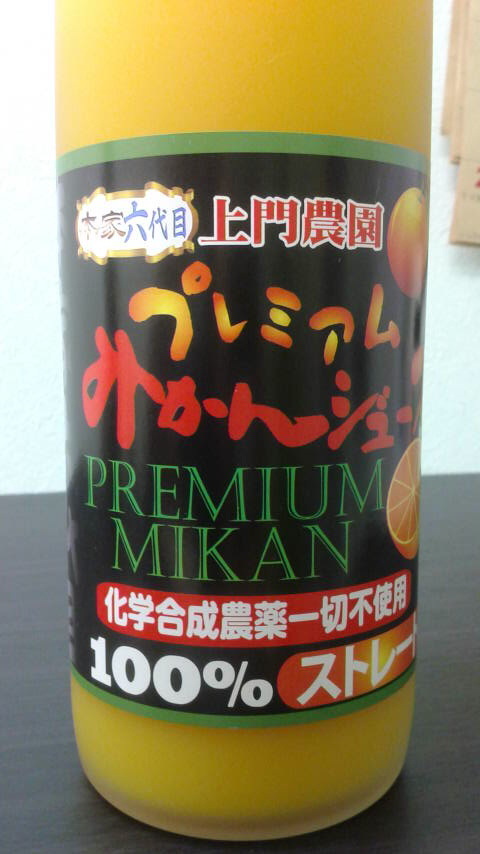 本家六代目 上門農園
プレミアム
みかんジュー
PREMIUM
MIKAN
化学合成農薬一切不使用
100% ストレート